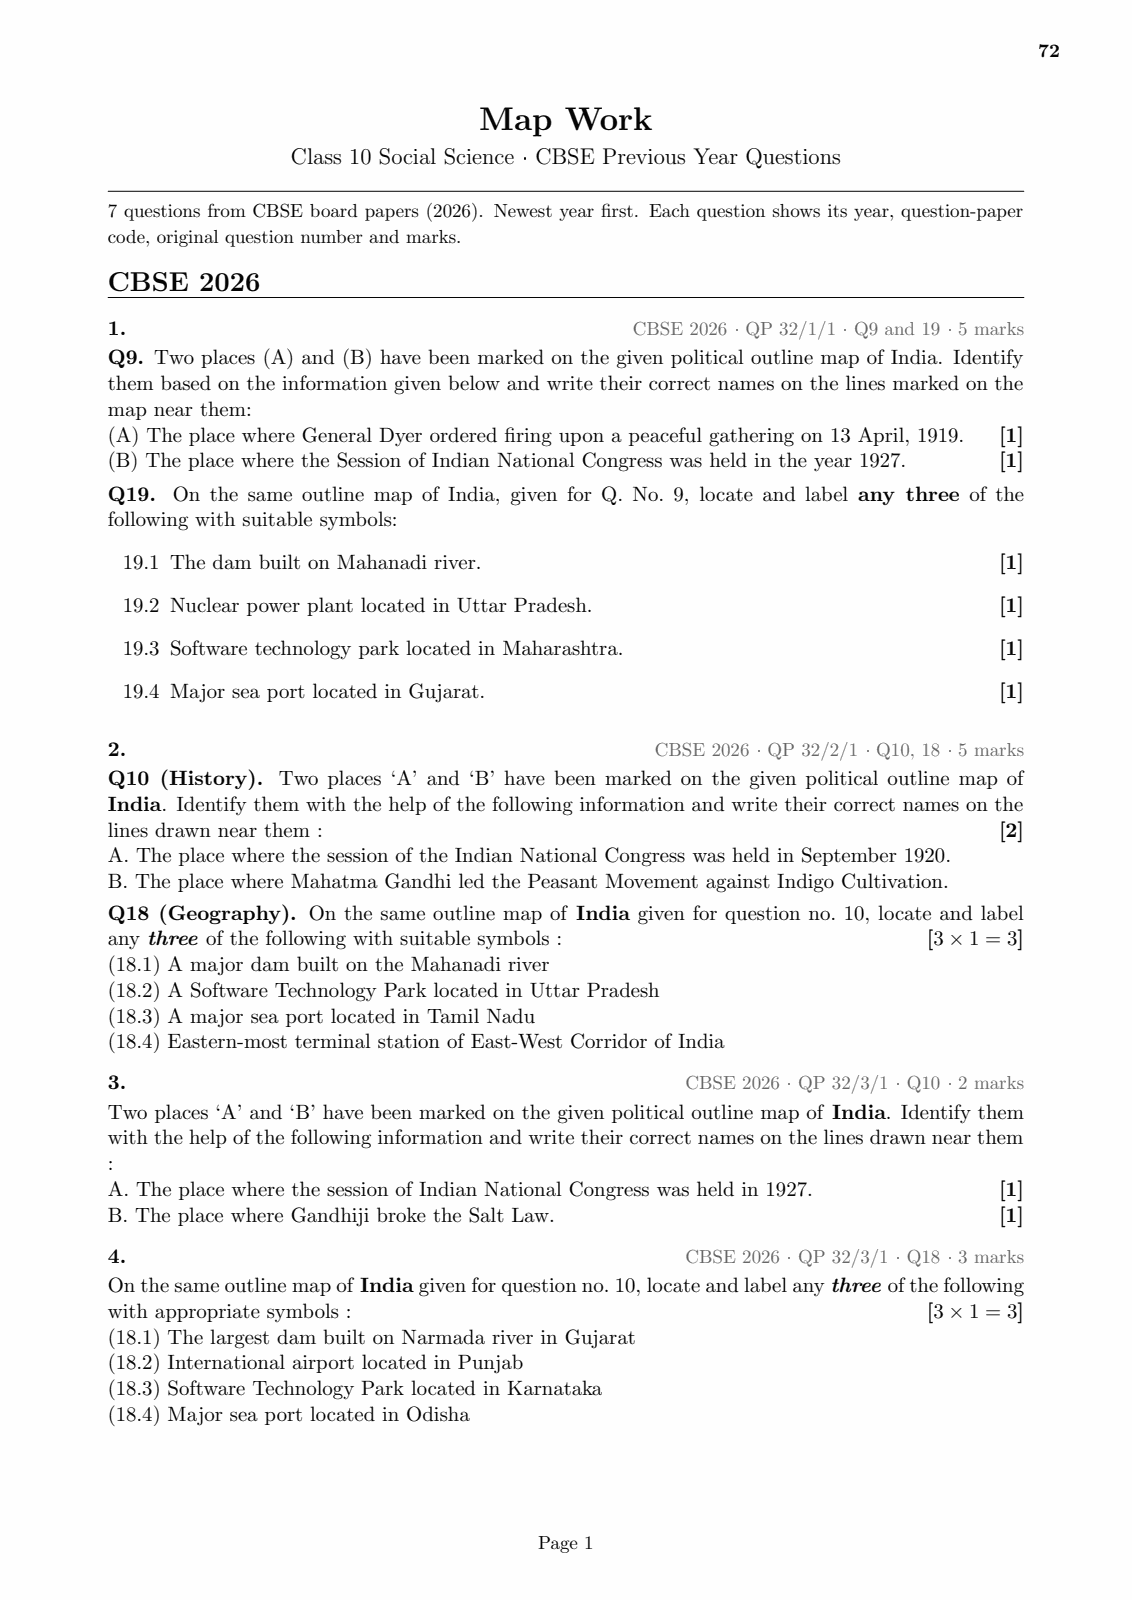 72
Map Work
Class 10 Social Science · CBSE Previous Year Questions
7 questions from CBSE board papers (2026). Newest year first. Each question shows its year, question-paper
code, original question number and marks.
CBSE 2026
1. CBSE 2026 · QP 32/1/1 · Q9 and 19 · 5 marks
Q9. Two places (A) and (B) have been marked on the given political outline map of India. Identify
them based on the information given below and write their correct names on the lines marked on the
map near them:
(A) The place where General Dyer ordered firing upon a peaceful gathering on 13 April, 1919. [1]
(B) The place where the Session of Indian National Congress was held in the year 1927. [1]
Q19. On the same outline map of India, given for Q. No. 9, locate and label any three of the
following with suitable symbols:
19.1 The dam built on Mahanadi river. [1]
19.2 Nuclear power plant located in Uttar Pradesh. [1]
19.3 Software technology park located in Maharashtra. [1]
19.4 Major sea port located in Gujarat. [1]
2. CBSE 2026 · QP 32/2/1 · Q10, 18 · 5 marks
Q10 (History). Two places ‘A’ and ‘B’ have been marked on the given political outline map of
India. Identify them with the help of the following information and write their correct names on the
lines drawn near them : [2]
A. The place where the session of the Indian National Congress was held in September 1920.
B. The place where Mahatma Gandhi led the Peasant Movement against Indigo Cultivation.
Q18 (Geography). On the same outline map of India given for question no. 10, locate and label
any three of the following with suitable symbols : [3 × 1 = 3]
(18.1) A major dam built on the Mahanadi river
(18.2) A Software Technology Park located in Uttar Pradesh
(18.3) A major sea port located in Tamil Nadu
(18.4) Eastern-most terminal station of East-West Corridor of India
3. CBSE 2026 · QP 32/3/1 · Q10 · 2 marks
Two places ‘A’ and ‘B’ have been marked on the given political outline map of India. Identify them
with the help of the following information and write their correct names on the lines drawn near them
:
A. The place where the session of Indian National Congress was held in 1927. [1]
B. The place where Gandhiji broke the Salt Law. [1]
4. CBSE 2026 · QP 32/3/1 · Q18 · 3 marks
On the same outline map of India given for question no. 10, locate and label any three of the following
with appropriate symbols : [3 × 1 = 3]
(18.1) The largest dam built on Narmada river in Gujarat
(18.2) International airport located in Punjab
(18.3) Software Technology Park located in Karnataka
(18.4) Major sea port located in Odisha
Page 1